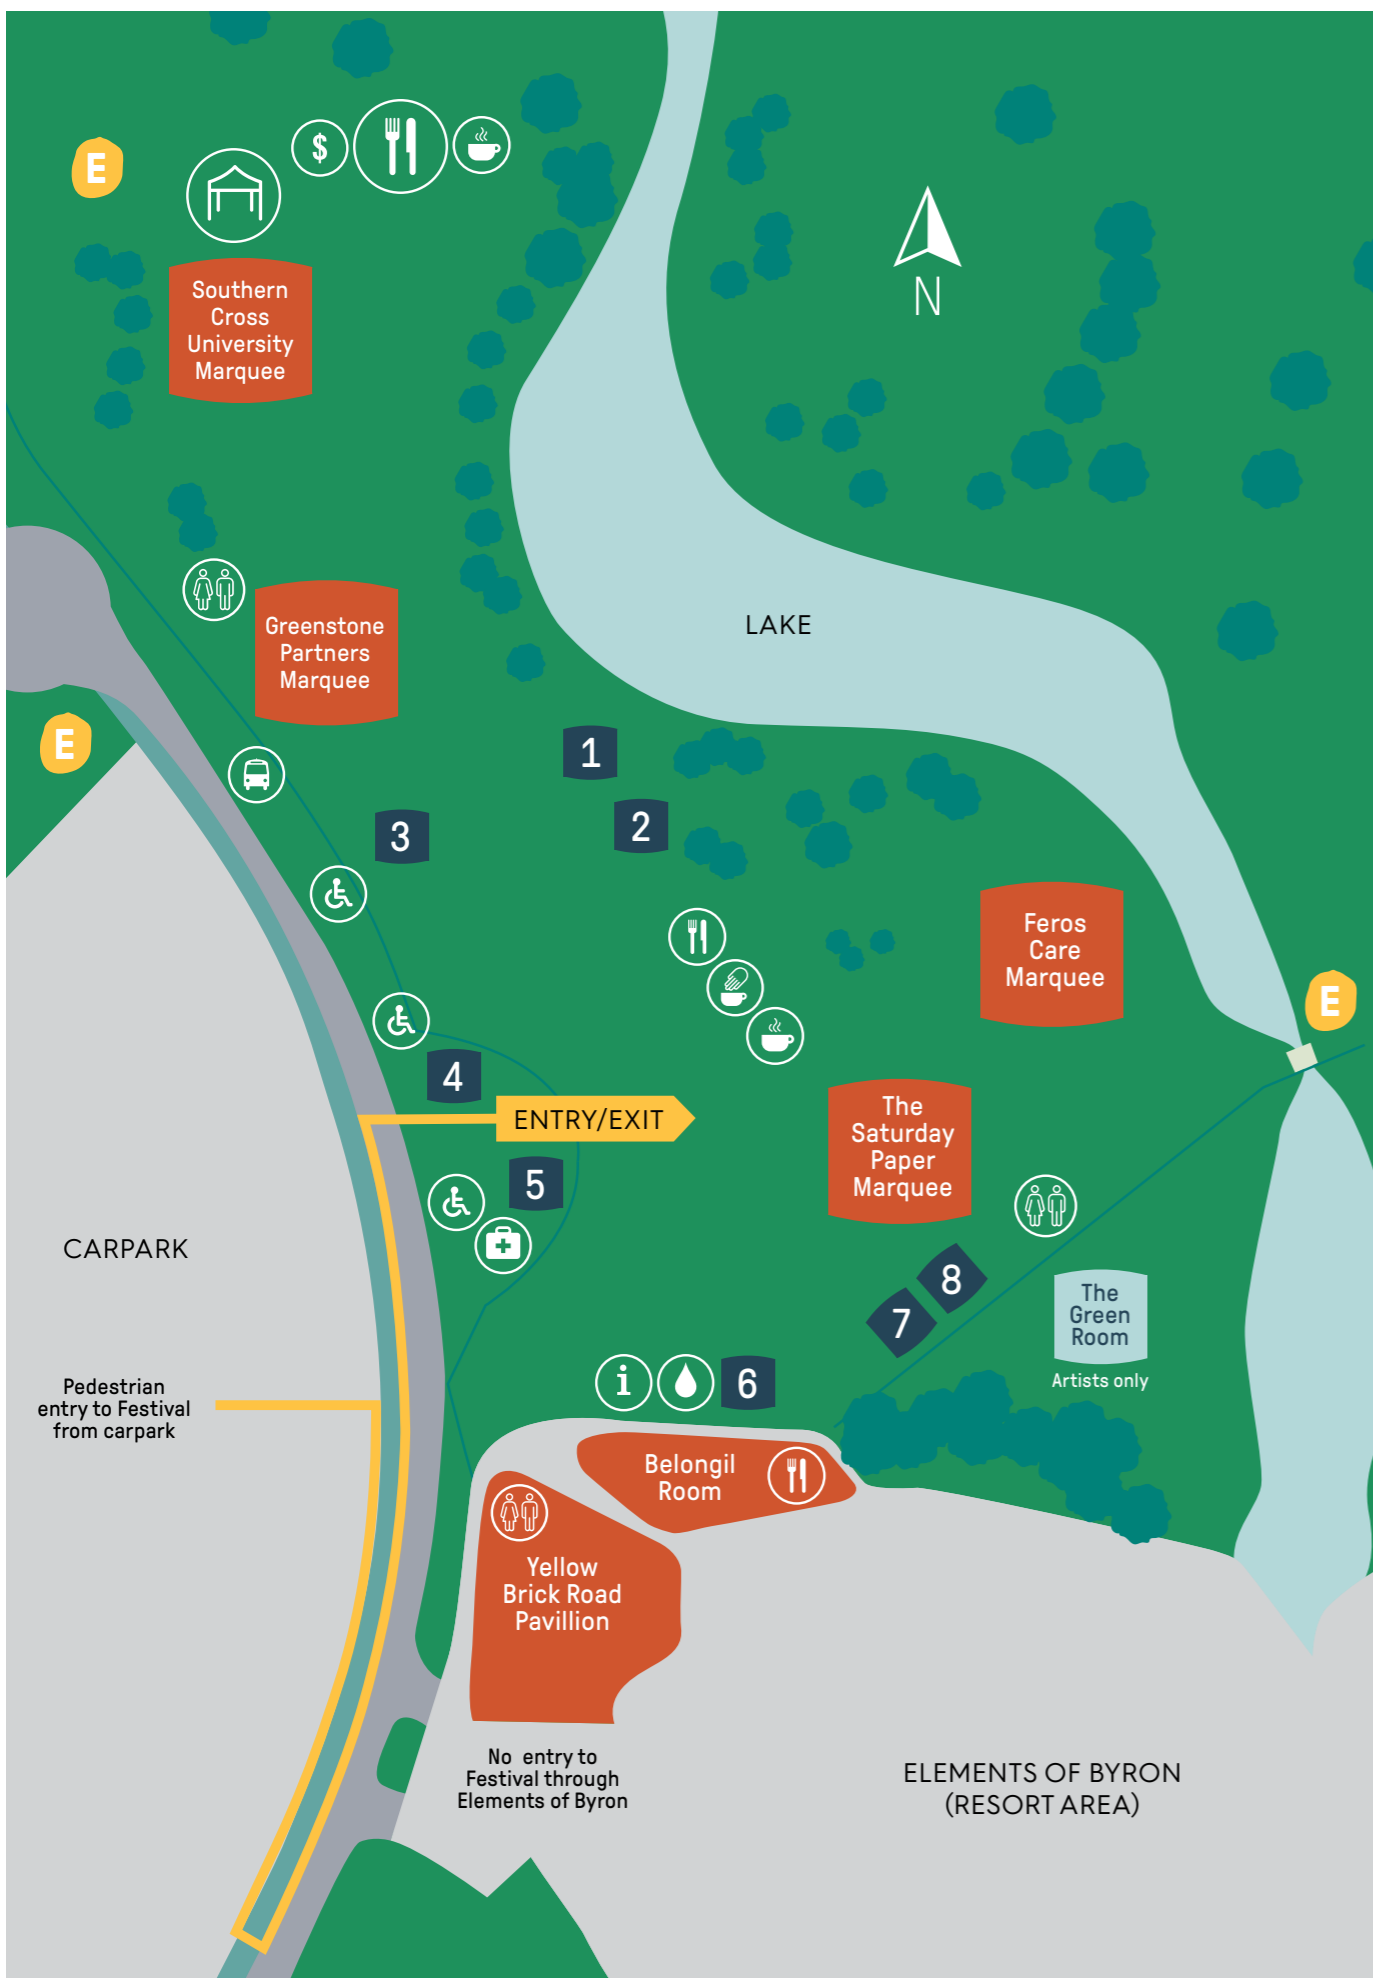 E
$
Southern
Cross
University
Marquee
N
LAKE
Greenstone
Partners
Marquee
E
1
2
3
Feros
Care
Marquee
E
4
ENTRY/EXIT
The
Saturday
Paper
Marquee
5
CARPARK
8
7
The
Green
Room
Artists only
Pedestrian
entry to Festival
from carpark
i
6
Belongil
Room
Yellow
Brick Road
Pavillion
No entry to
Festival through
Elements of Byron
ELEMENTS OF BYRON
(RESORT AREA)